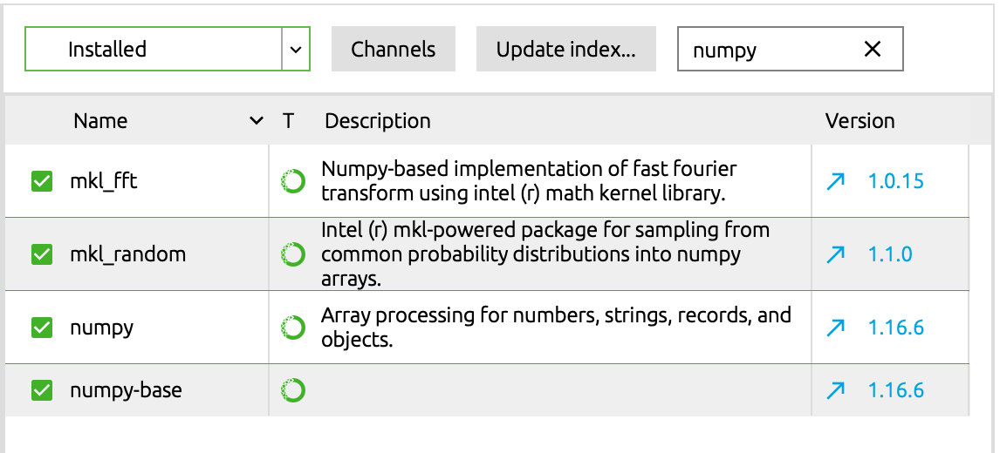 Installed
Channels
Update index...
numpy
Name
T
Description
Version
mkl_fft
Numpy-based implementation of fast fourier
transform using intel (r) math kernel library.
1.0.15
mkl_random
Intel (r) mkl-powered package for sampling from
common probability distributions into numpy
arrays.
1.1.0
numpy
Array processing for numbers, strings, records, and
objects.
1.16.6
numpy-base
1.16.6